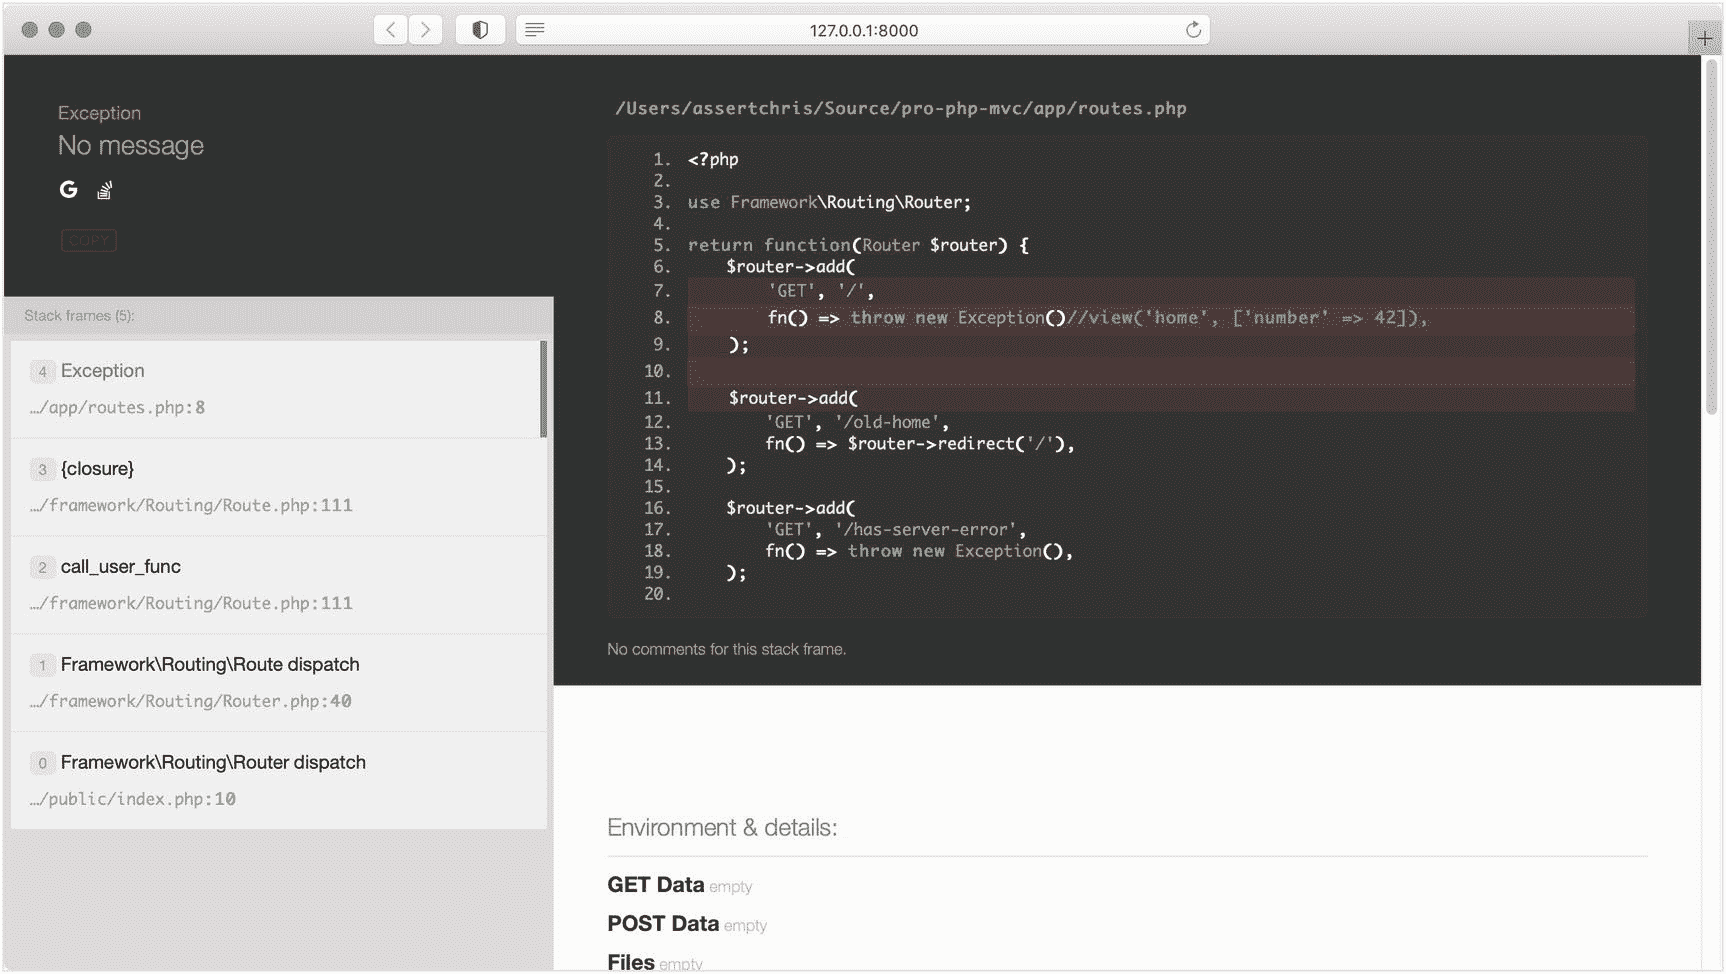 127.0.0.1:8000
Exception
No message
G
COPY
Stack frames (5):
4 Exception
…/app/routes.php:8
3 {closure}
…/framework/Routing/Route.php:111
2 call_user_func
…/framework/Routing/Route.php:111
1 Framework\Routing\Route dispatch
…/framework/Routing/Router.php:40
0 Framework\Routing\Router dispatch
…/public/index.php:10
/Users/assertchris/Source/pro-php-mvc/app/routes.php
1. <?php
2.
3. use Framework\Routing\Router;
4.
5. return function(Router $router) {
6. $router->add(
7. 'GET', '/',
8. fn() => throw new Exception()//view('home', ['number' => 42]),
9. );
10.
11. $router->add(
12. 'GET', '/old-home',
13. fn() => $router->redirect('/'),
14. );
15.
16. $router->add(
17. 'GET', '/has-server-error',
18. fn() => throw new Exception(),
19. );
20.
No comments for this stack frame.
Environment & details:
GET Data empty
POST Data empty
Files empty